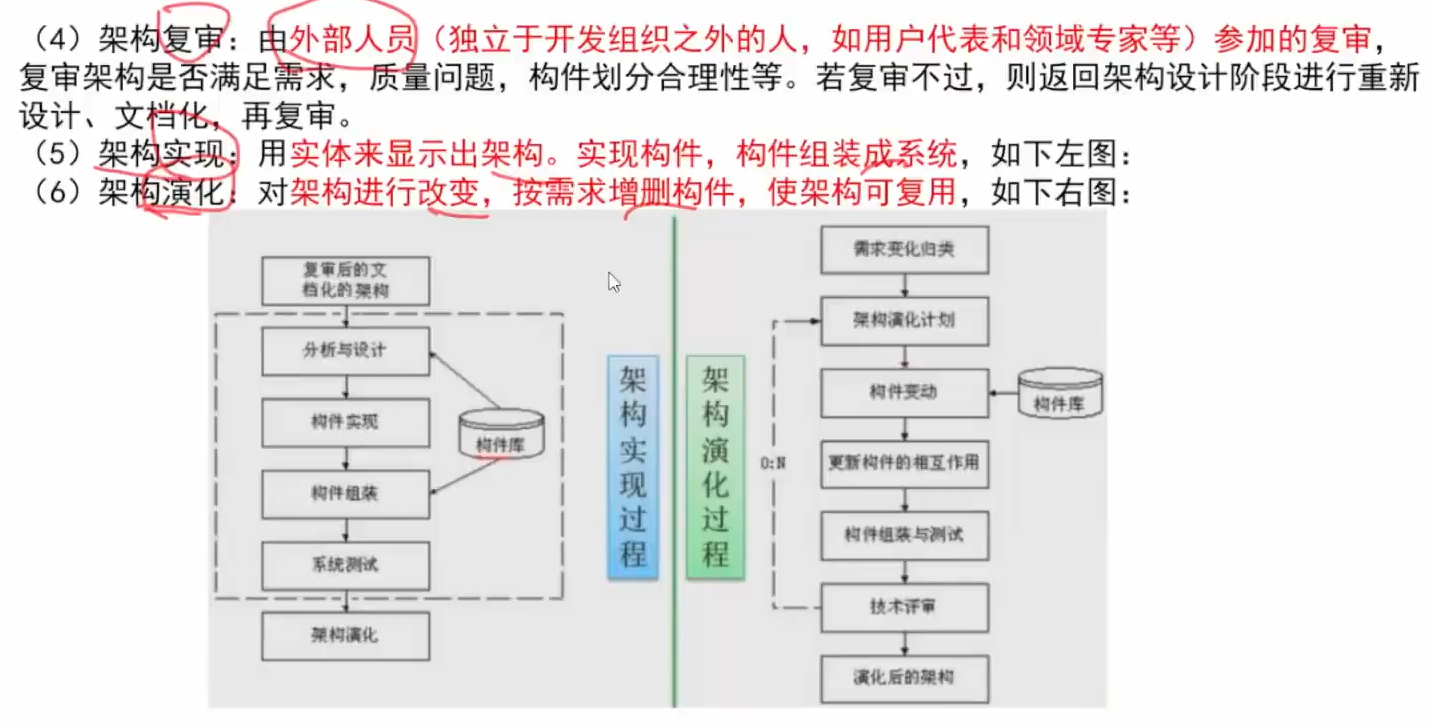 （4）架构复审：由外部人员（独立于开发组织之外的人，如用户代表和领域专家等）参加的复审，
复审架构是否满足需求，质量问题，构件划分合理性等。若复审不过，则返回架构设计阶段进行重新
设计、文档化，再复审。
（5）架构实现：用实体来显示出架构。实现构件，构件组装成系统，如下左图：
（6）架构演化：对架构进行改变，按需求增删构件，使架构可复用，如下右图：
复审后的文
档化的架构
分析与设计
构件实现
构件库
构件组装
系统测试
架构演化
架构实现过程
架构演化过程
需求变化归类
架构演化计划
构件变动
构件库
0:N
更新构件的相互作用
构件组装与测试
技术评审
演化后的架构